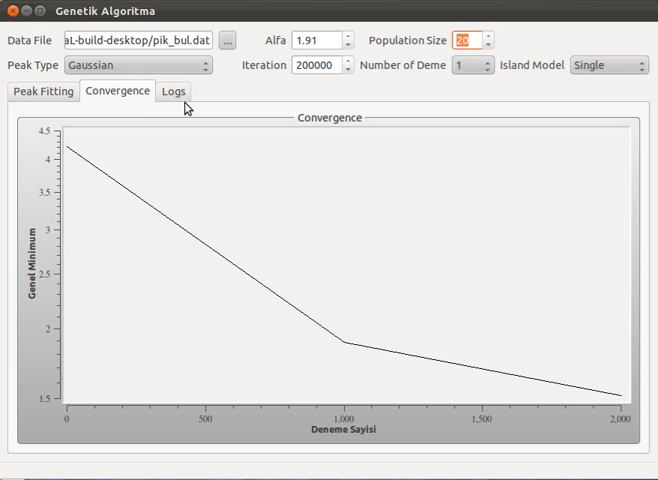 Genetik Algoritma
Data File aL-build-desktop/pik_bul.dat ... Alfa 1.91 Population Size 20
Peak Type Gaussian Iteration 200000 Number of Deme 1 Island Model Single
Peak Fitting Convergence Logs
Convergence
4.5
4
3.5
3
2.5
2
1.5
Genel Minimum
0 500 1,000 1,500 2,000
Deneme Sayisi